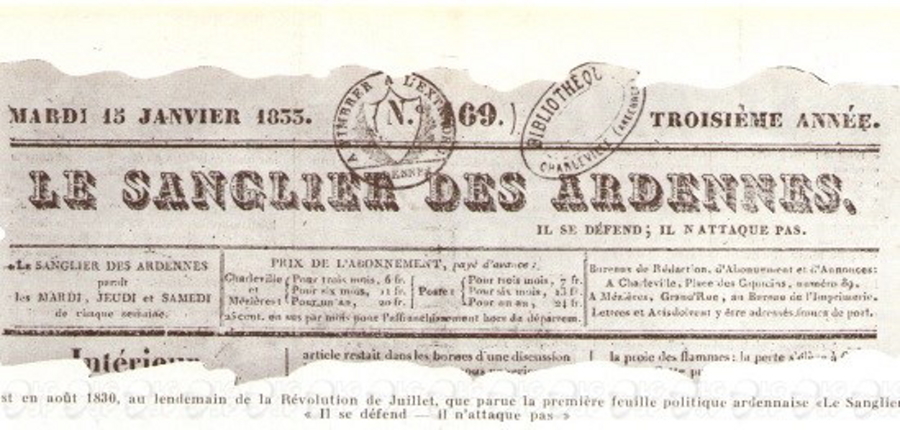 MARDI 15 JANVIER 1833.
N. (69.)
TROISIÈME ANNÉE.
A TIMBRER A L'EXTRAORD.
BIBLIOTHÈQ
CHARLEVILLE (ARDENNES)
LE SANGLIER DES ARDENNES.
IL SE DÉFEND ; IL N'ATTAQUE PAS.
Le SANGLIER DES ARDENNES
paraît
les MARDI, JEUDI et SAMEDI
de chaque semaine.
PRIX DE L'ABONNEMENT, payé d'avance :
Charleville et Mézières :
Pour trois mois, 6 fr.
Pour six mois, 11 fr.
Pour un an, 20 fr.
Poste :
Pour trois mois, 7 fr.
Pour six mois, 13 fr.
Pour un an, 24 fr.
25 cent. en sus par mois pour l'affranchissement hors du départem.
Bureaux de Rédaction, d'Abonnement et d'Annonces:
A Charleville, Place des Capucins, numéro 89.
A Mézières, Grand'Rue, au Bureau de l'Imprimerie.
Lettres et Avis doivent y être adressés francs de port.
Intérieur
article restait dans les bornes d'une discussion
la proie des flammes : la perte s'élève à
st en août 1830, au lendemain de la Révolution de Juillet, que parue la première feuille politique ardennaise «Le Sanglier
« Il se défend — il n'attaque pas »